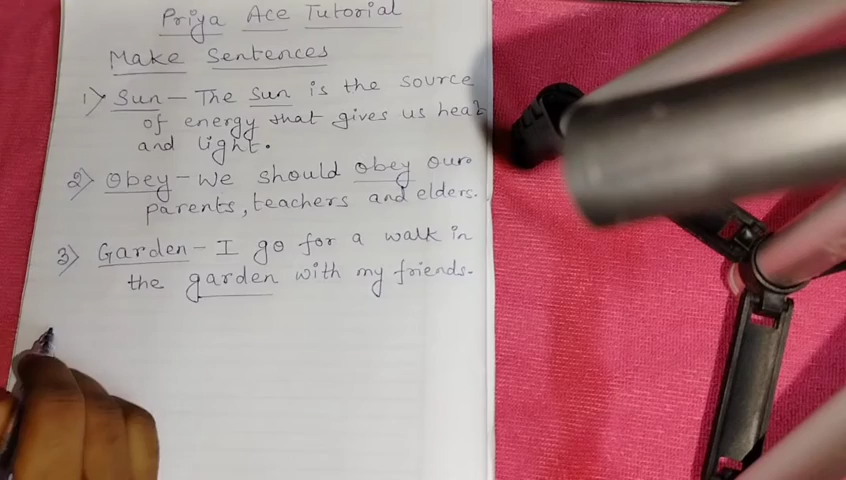 Priya Ace Tutorial
Make Sentences
1) Sun - The sun is the source
of energy that gives us heat
and light.
2) Obey - We should obey our
parents, teachers and elders.
3) Garden - I go for a walk in
the garden with my friends.